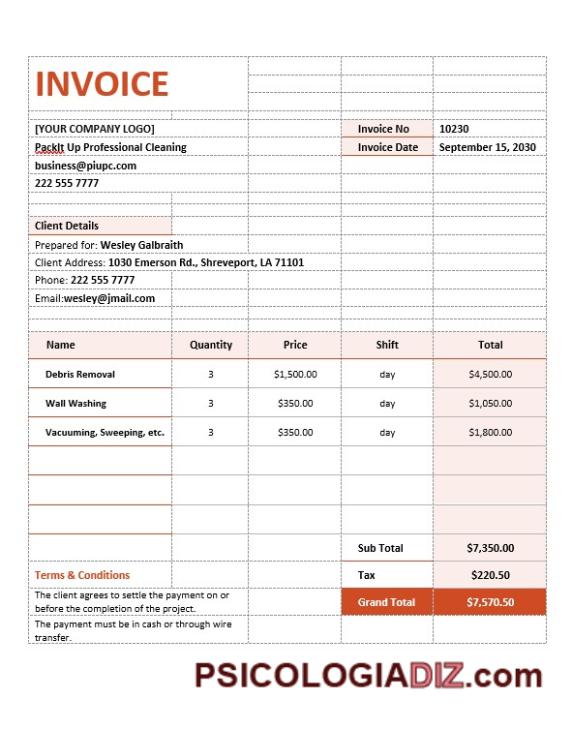 INVOICE
[YOUR COMPANY LOGO]
Invoice No 10230
PackIt Up Professional Cleaning
Invoice Date September 15, 2030
business@piupc.com
222 555 7777
Client Details
Prepared for: Wesley Galbraith
Client Address: 1030 Emerson Rd., Shreveport, LA 71101
Phone: 222 555 7777
Email:wesley@jmail.com
Name Quantity Price Shift Total
Debris Removal 3 $1,500.00 day $4,500.00
Wall Washing 3 $350.00 day $1,050.00
Vacuuming, Sweeping, etc. 3 $350.00 day $1,800.00
Sub Total $7,350.00
Terms & Conditions
Tax $220.50
The client agrees to settle the payment on or
before the completion of the project.
Grand Total $7,570.50
The payment must be in cash or through wire
transfer.
PSICOLOGIADIZ.com